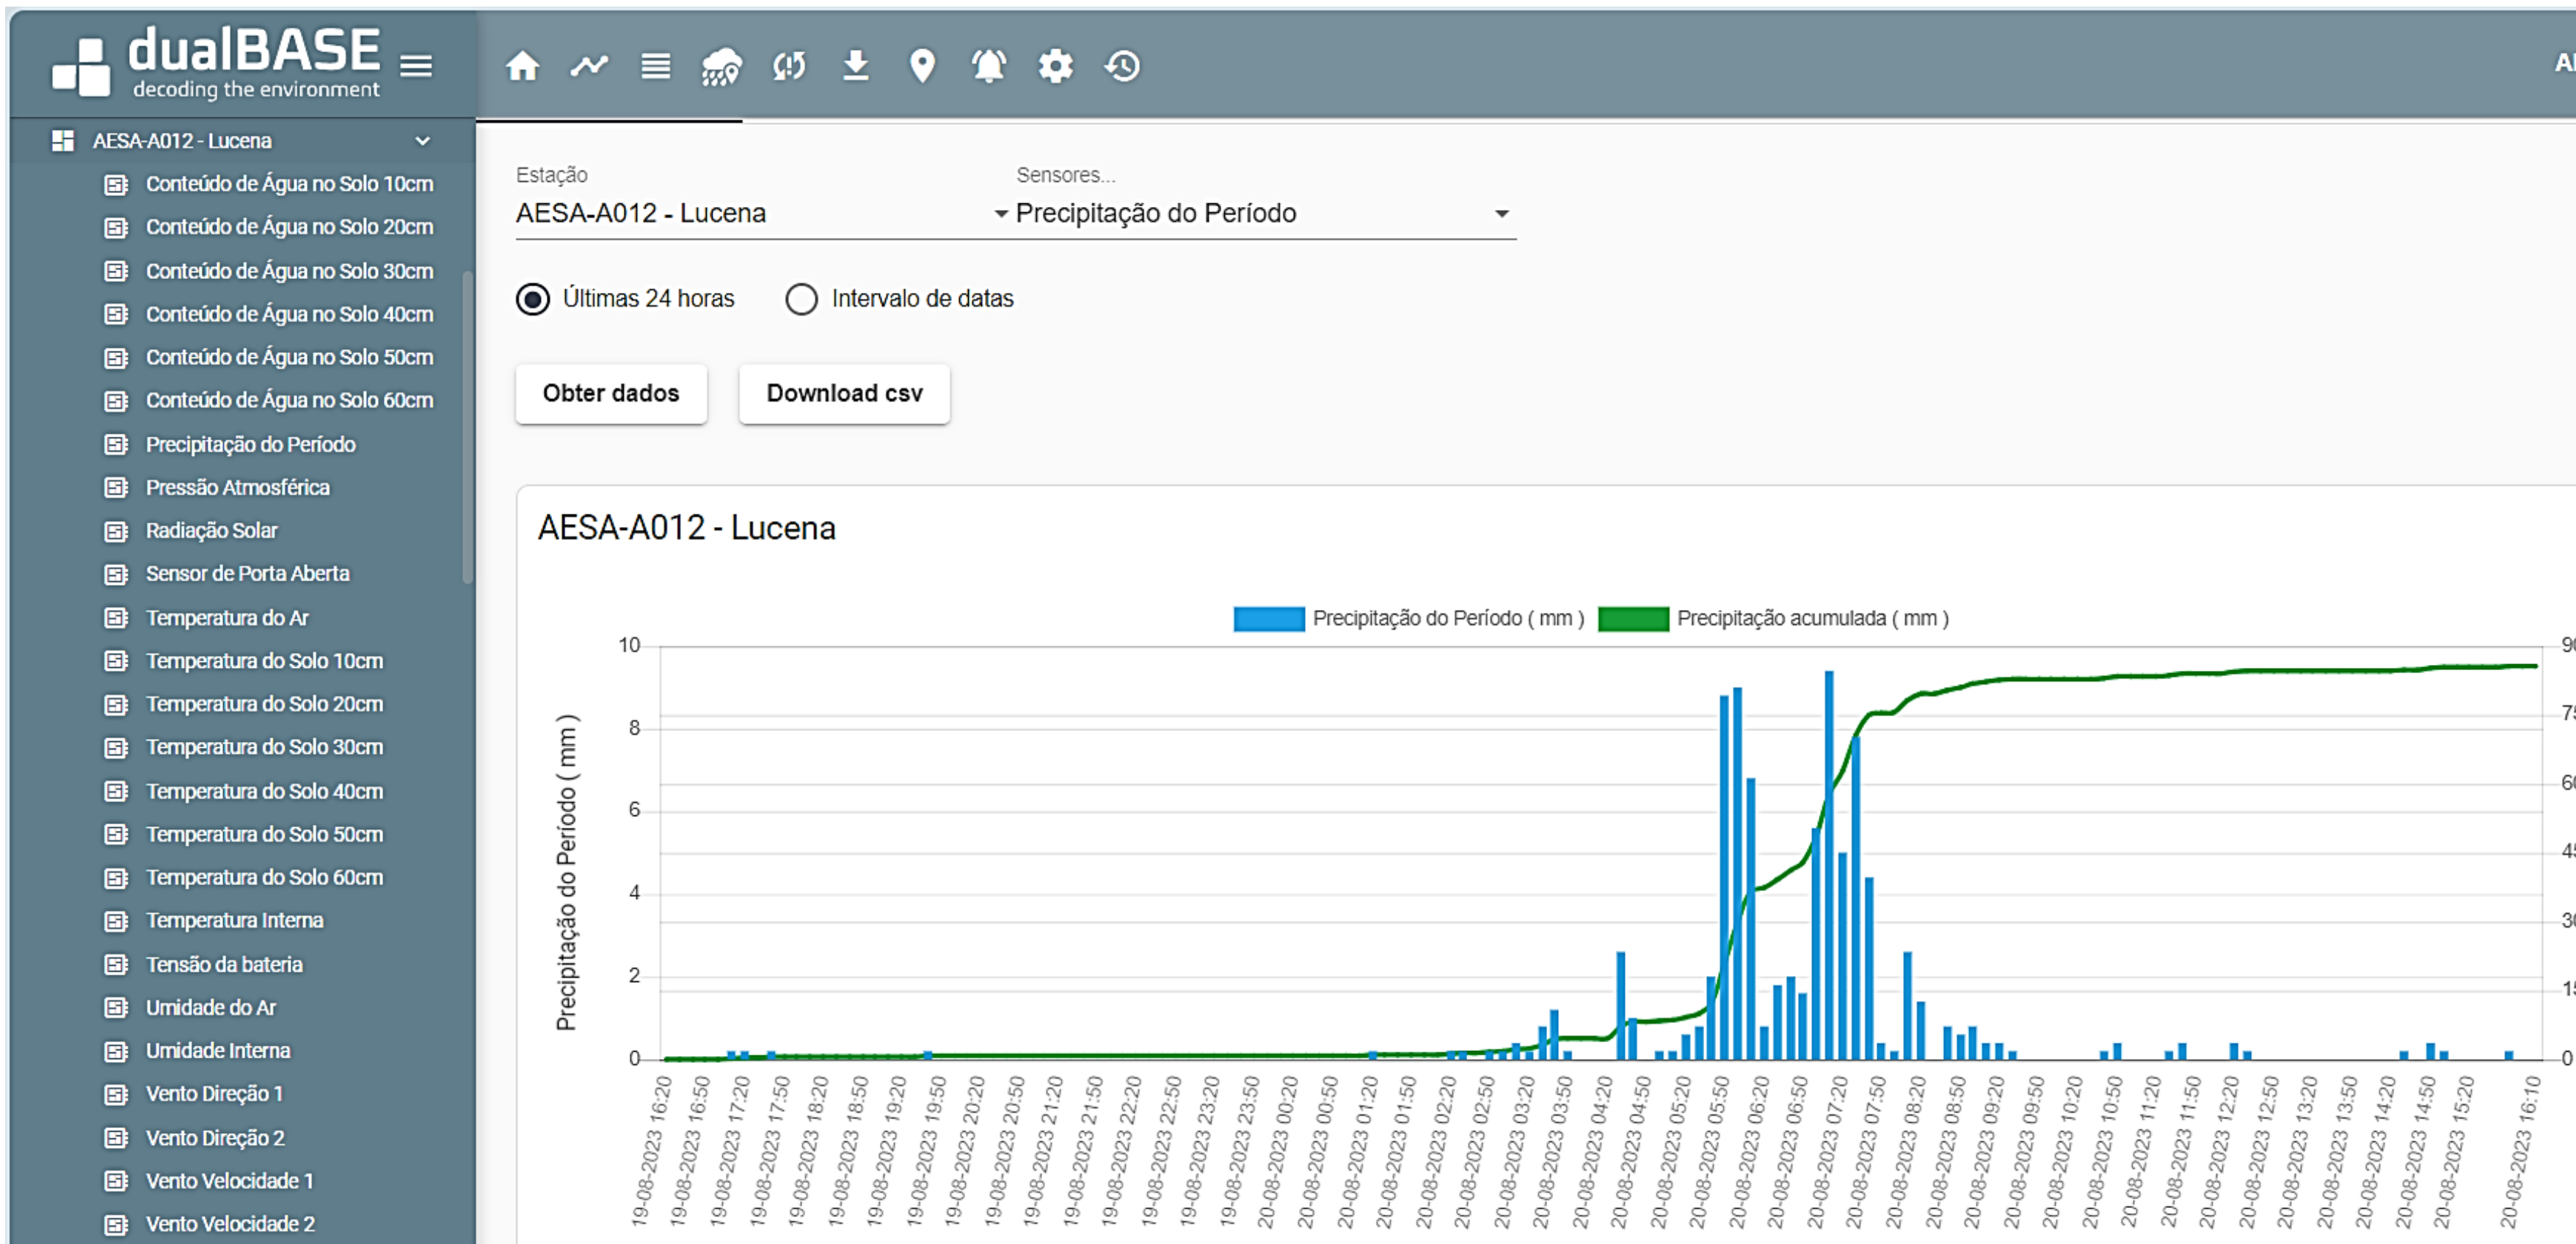 dualBASE
decoding the environment
AESA-A012 - Lucena
Conteúdo de Água no Solo 10cm
Conteúdo de Água no Solo 20cm
Conteúdo de Água no Solo 30cm
Conteúdo de Água no Solo 40cm
Conteúdo de Água no Solo 50cm
Conteúdo de Água no Solo 60cm
Precipitação do Período
Pressão Atmosférica
Radiação Solar
Sensor de Porta Aberta
Temperatura do Ar
Temperatura do Solo 10cm
Temperatura do Solo 20cm
Temperatura do Solo 30cm
Temperatura do Solo 40cm
Temperatura do Solo 50cm
Temperatura do Solo 60cm
Temperatura Interna
Tensão da bateria
Umidade do Ar
Umidade Interna
Vento Direção 1
Vento Direção 2
Vento Velocidade 1
Vento Velocidade 2
Estação Sensores...
AESA-A012 - Lucena Precipitação do Período
Últimas 24 horas Intervalo de datas
Obter dados Download csv
AESA-A012 - Lucena
Precipitação do Período ( mm ) Precipitação acumulada ( mm )
Precipitação do Período ( mm )
10
8
6
4
2
0
90
75
60
45
30
15
0
19-08-2023 16:20
19-08-2023 16:50
19-08-2023 17:20
19-08-2023 17:50
19-08-2023 18:20
19-08-2023 18:50
19-08-2023 19:20
19-08-2023 19:50
19-08-2023 20:20
19-08-2023 20:50
19-08-2023 21:20
19-08-2023 21:50
19-08-2023 22:20
19-08-2023 22:50
19-08-2023 23:20
19-08-2023 23:50
20-08-2023 00:20
20-08-2023 00:50
20-08-2023 01:20
20-08-2023 01:50
20-08-2023 02:20
20-08-2023 02:50
20-08-2023 03:20
20-08-2023 03:50
20-08-2023 04:20
20-08-2023 04:50
20-08-2023 05:20
20-08-2023 05:50
20-08-2023 06:20
20-08-2023 06:50
20-08-2023 07:20
20-08-2023 07:50
20-08-2023 08:20
20-08-2023 08:50
20-08-2023 09:20
20-08-2023 09:50
20-08-2023 10:20
20-08-2023 10:50
20-08-2023 11:20
20-08-2023 11:50
20-08-2023 12:20
20-08-2023 12:50
20-08-2023 13:20
20-08-2023 13:50
20-08-2023 14:20
20-08-2023 14:50
20-08-2023 15:20
20-08-2023 16:10